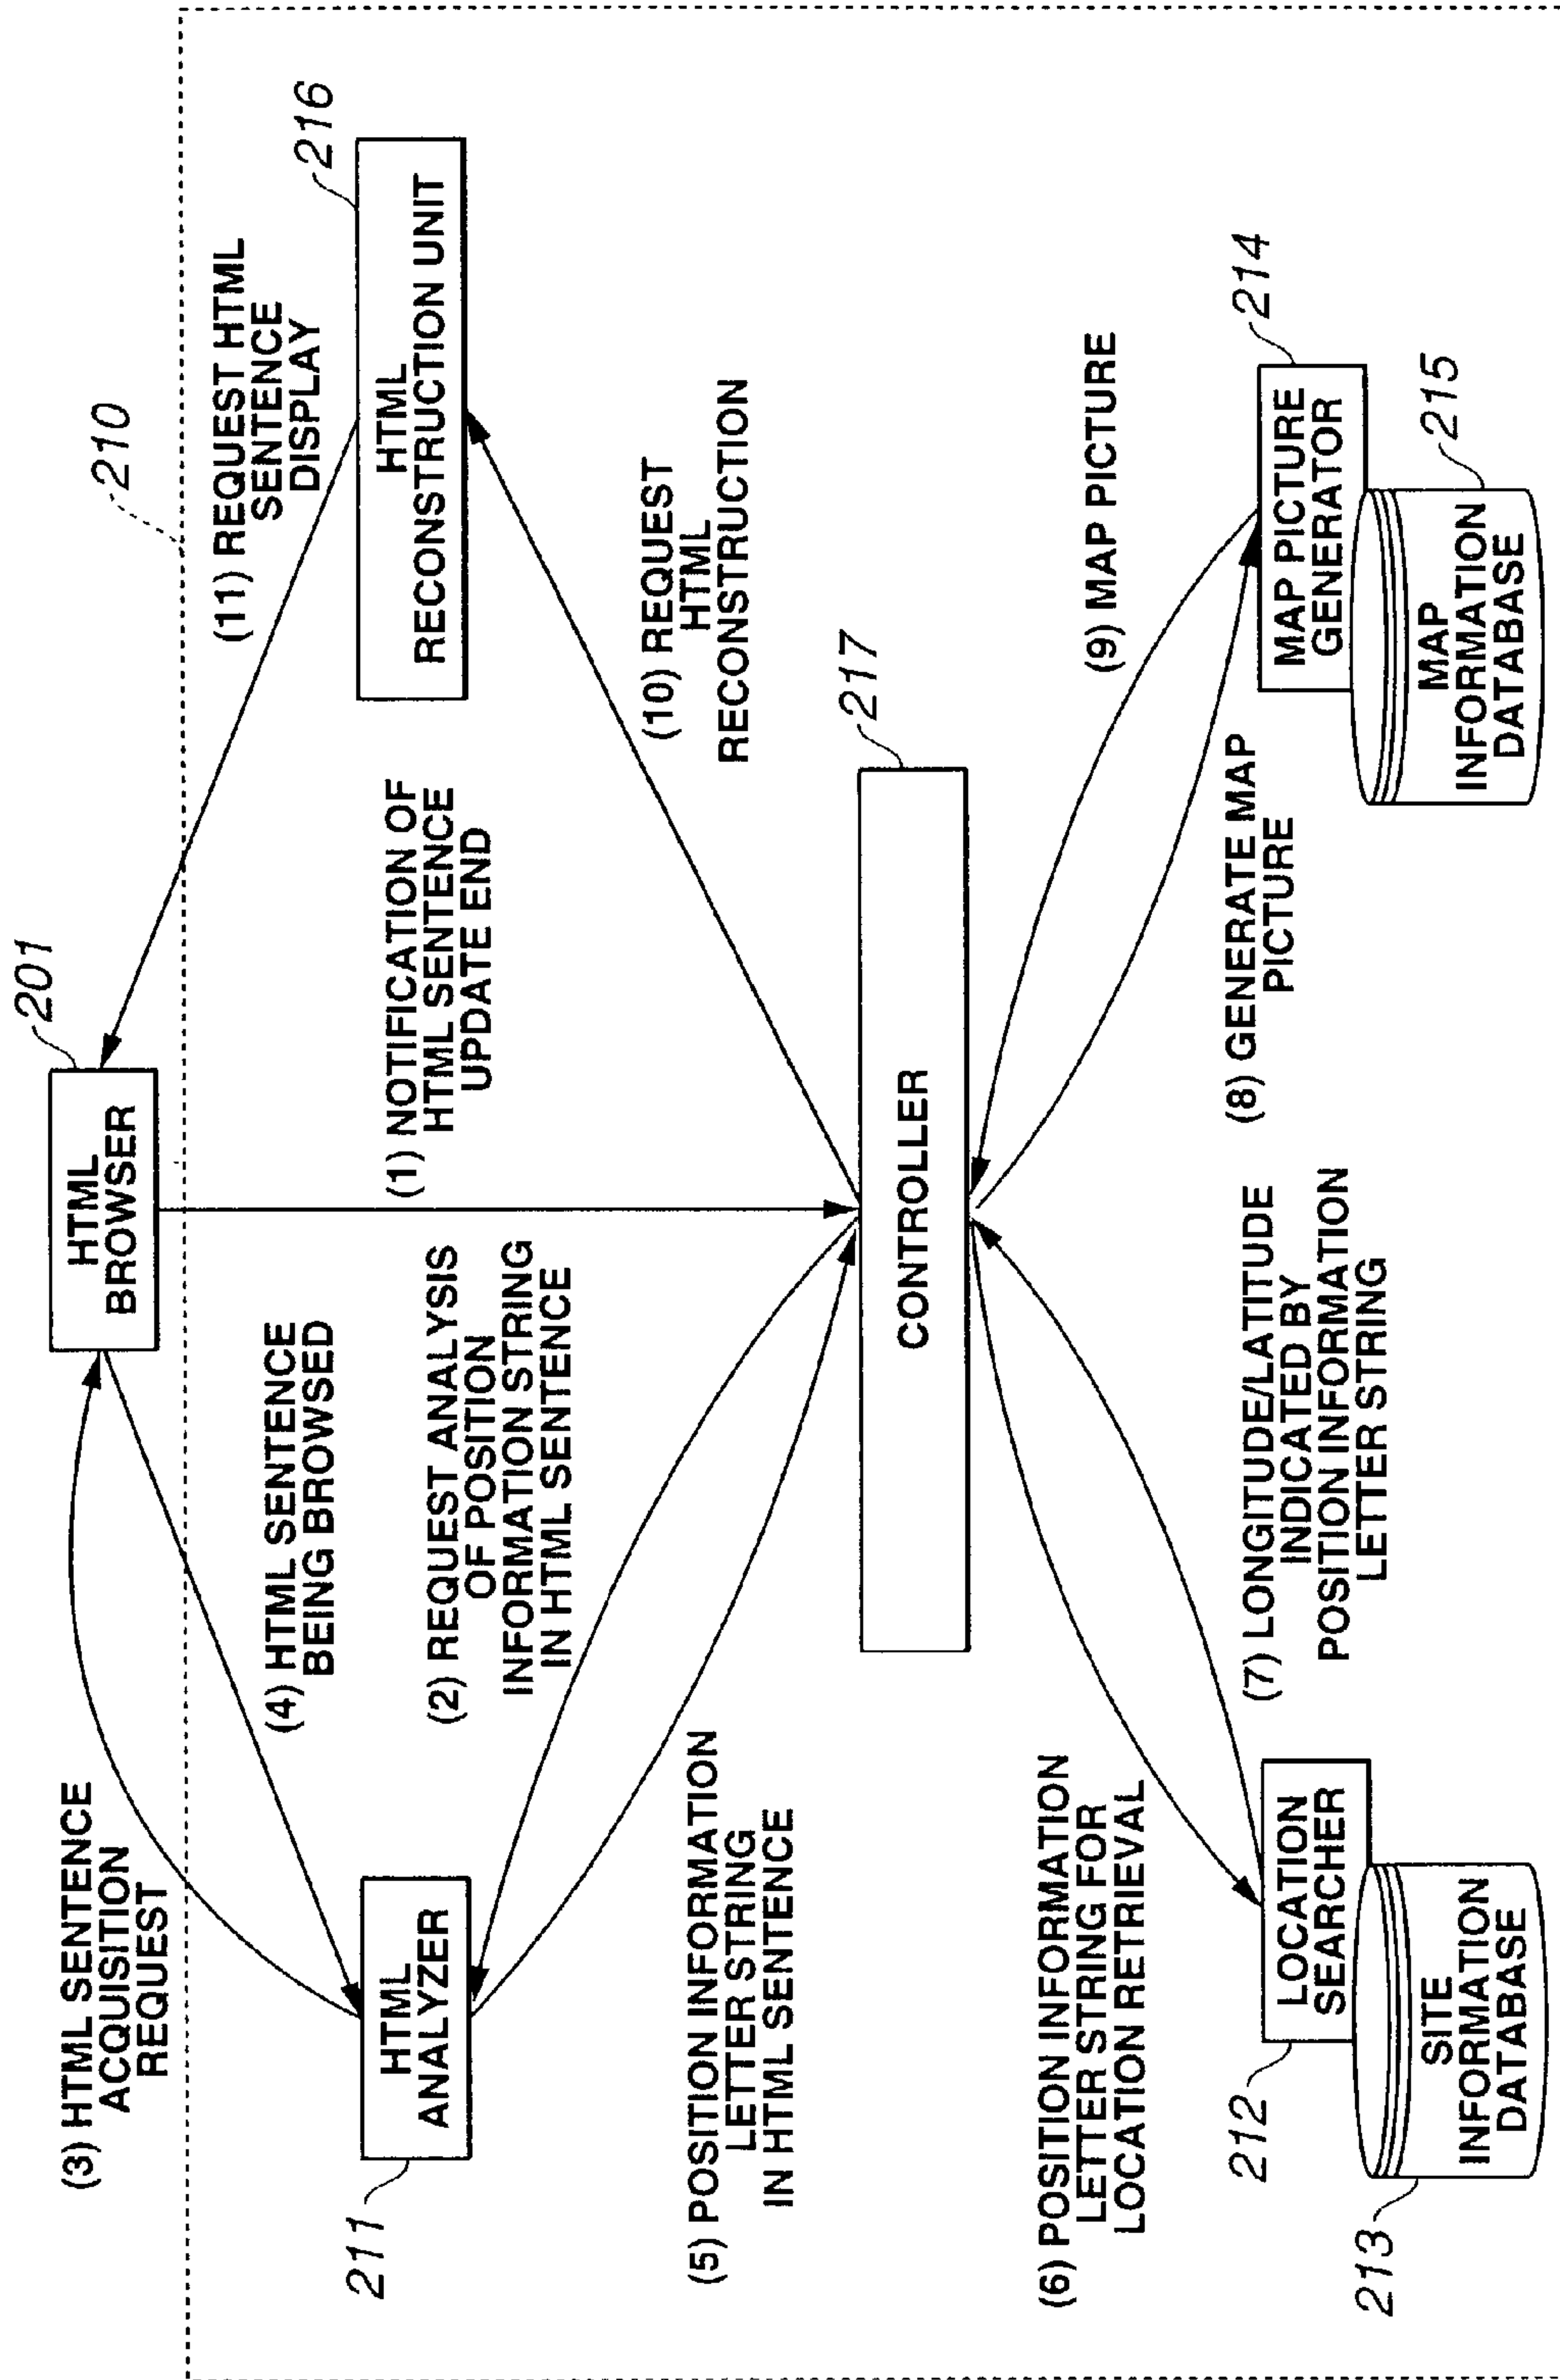 201
HTML
BROWSER
210
(3) HTML SENTENCE
ACQUISITION
REQUEST
(4) HTML SENTENCE
BEING BROWSED
(11) REQUEST HTML
SENTENCE
DISPLAY
216
211
HTML
ANALYZER
(2) REQUEST ANALYSIS
OF POSITION
INFORMATION STRING
IN HTML SENTENCE
(1) NOTIFICATION OF
HTML SENTENCE
UPDATE END
HTML
RECONSTRUCTION UNIT
(5) POSITION INFORMATION
LETTER STRING
IN HTML SENTENCE
(10) REQUEST
HTML
RECONSTRUCTION
217
CONTROLLER
(6) POSITION INFORMATION
LETTER STRING FOR
LOCATION RETRIEVAL
(7) LONGITUDE/LATITUDE
INDICATED BY
POSITION INFORMATION
LETTER STRING
(8) GENERATE MAP
PICTURE
(9) MAP PICTURE
212
LOCATION
SEARCHER
214
MAP PICTURE
GENERATOR
213
SITE
INFORMATION
DATABASE
215
MAP
INFORMATION
DATABASE